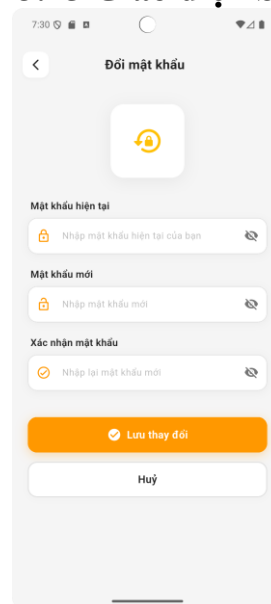 7:30
Đổi mật khẩu
Mật khẩu hiện tại
Nhập mật khẩu hiện tại của bạn
Mật khẩu mới
Nhập mật khẩu mới
Xác nhận mật khẩu
Nhập lại mật khẩu mới
Lưu thay đổi
Huỷ